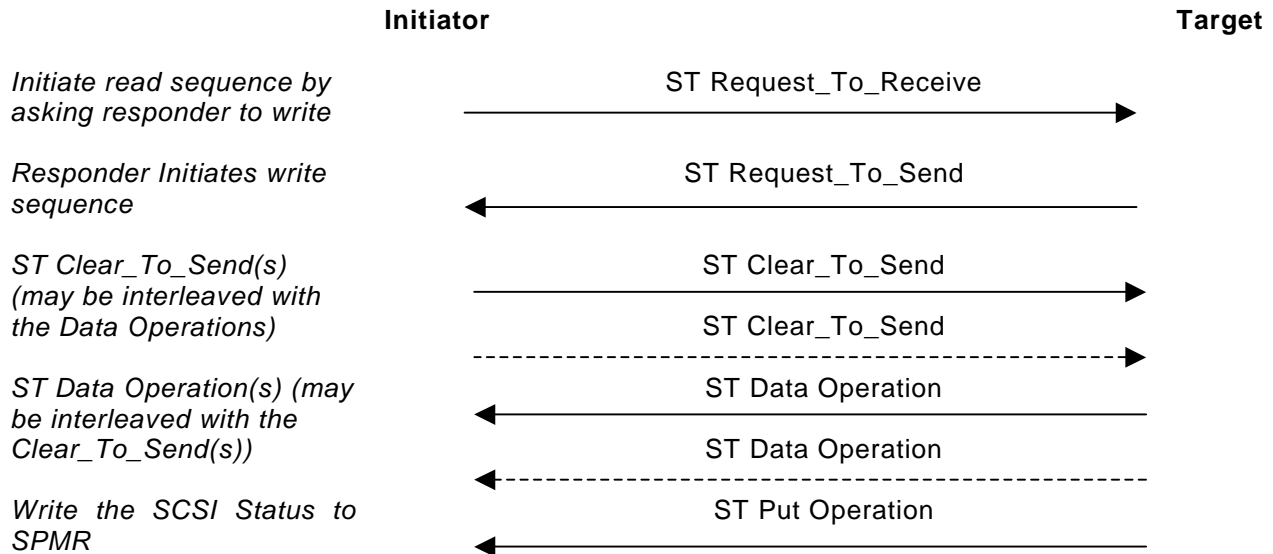 Initiator Target
Initiate read sequence by ST Request_To_Receive
asking responder to write
Responder Initiates write ST Request_To_Send
sequence
ST Clear_To_Send(s) ST Clear_To_Send
(may be interleaved with
the Data Operations) ST Clear_To_Send
ST Data Operation(s) (may ST Data Operation
be interleaved with the
Clear_To_Send(s)) ST Data Operation
Write the SCSI Status to ST Put Operation
SPMR